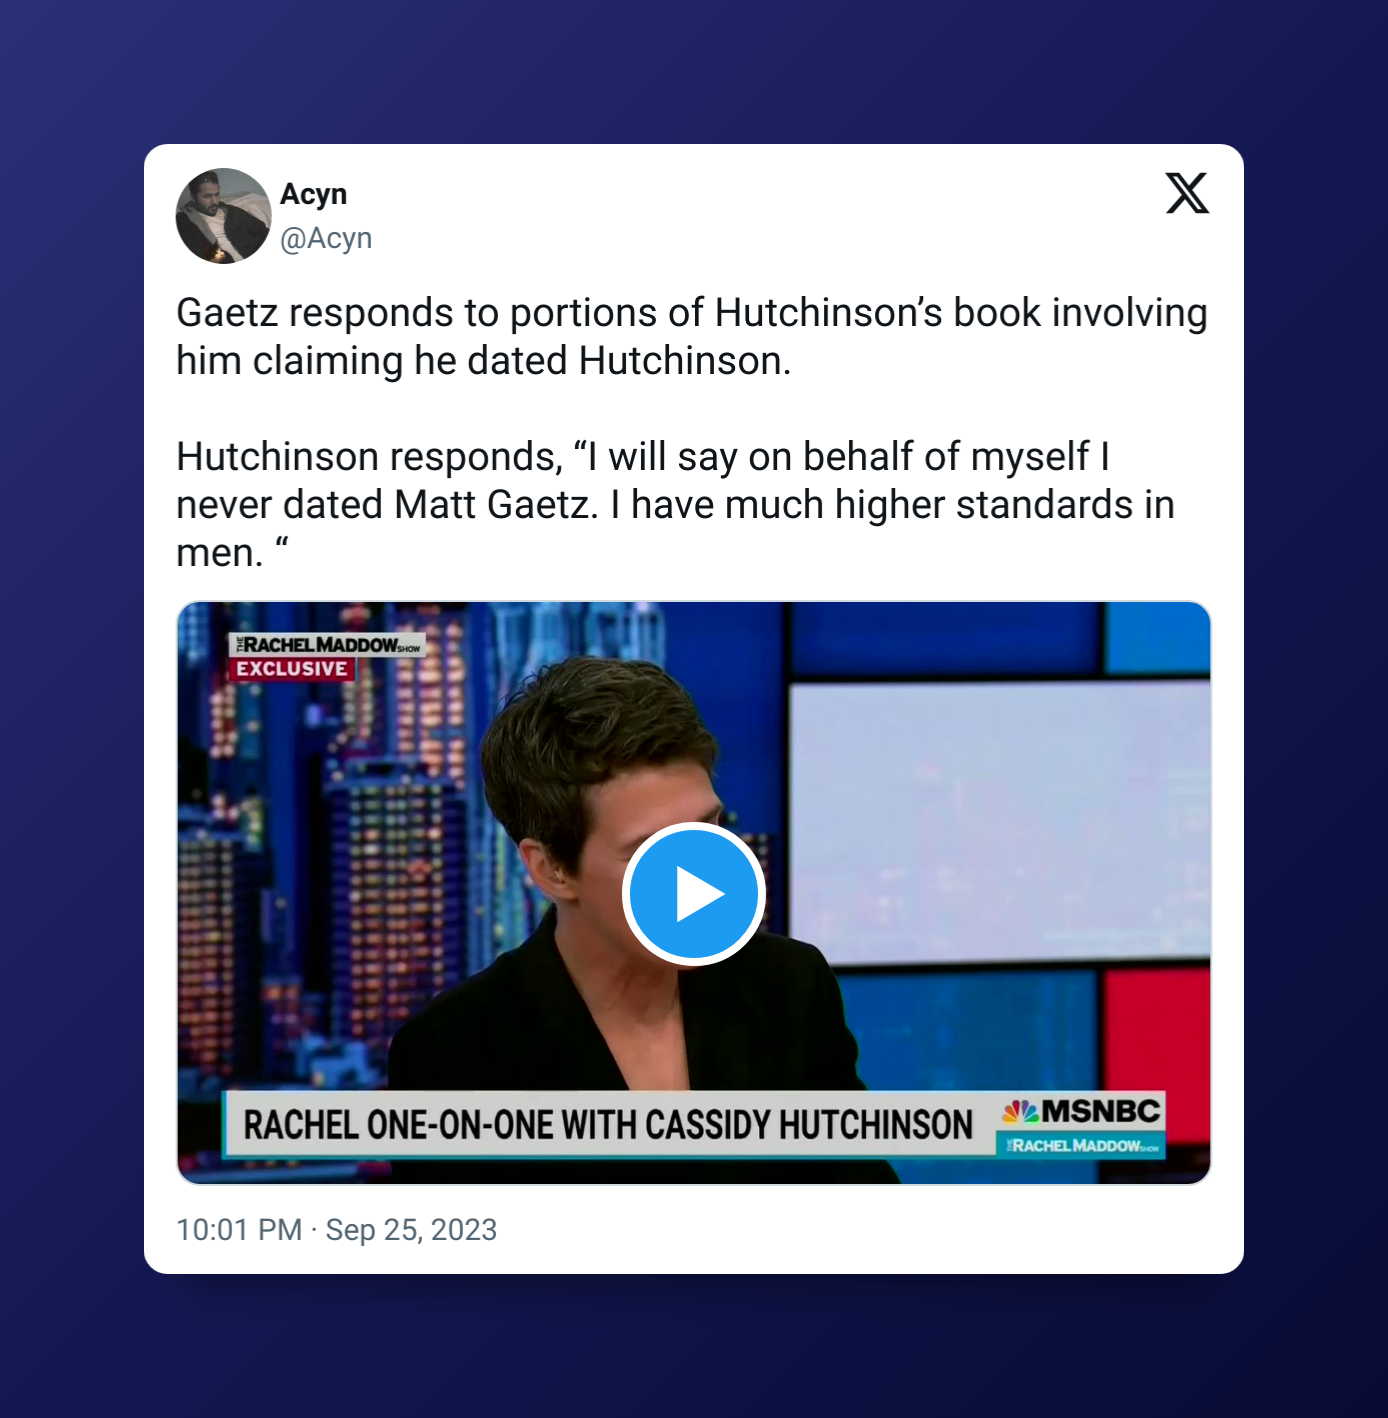 Acyn
@Acyn
Gaetz responds to portions of Hutchinson’s book involving
him claiming he dated Hutchinson.
Hutchinson responds, “I will say on behalf of myself I
never dated Matt Gaetz. I have much higher standards in
men. “
THE RACHEL MADDOW SHOW
EXCLUSIVE
RACHEL ONE-ON-ONE WITH CASSIDY HUTCHINSON
MSNBC
THE RACHEL MADDOW SHOW
10:01 PM · Sep 25, 2023